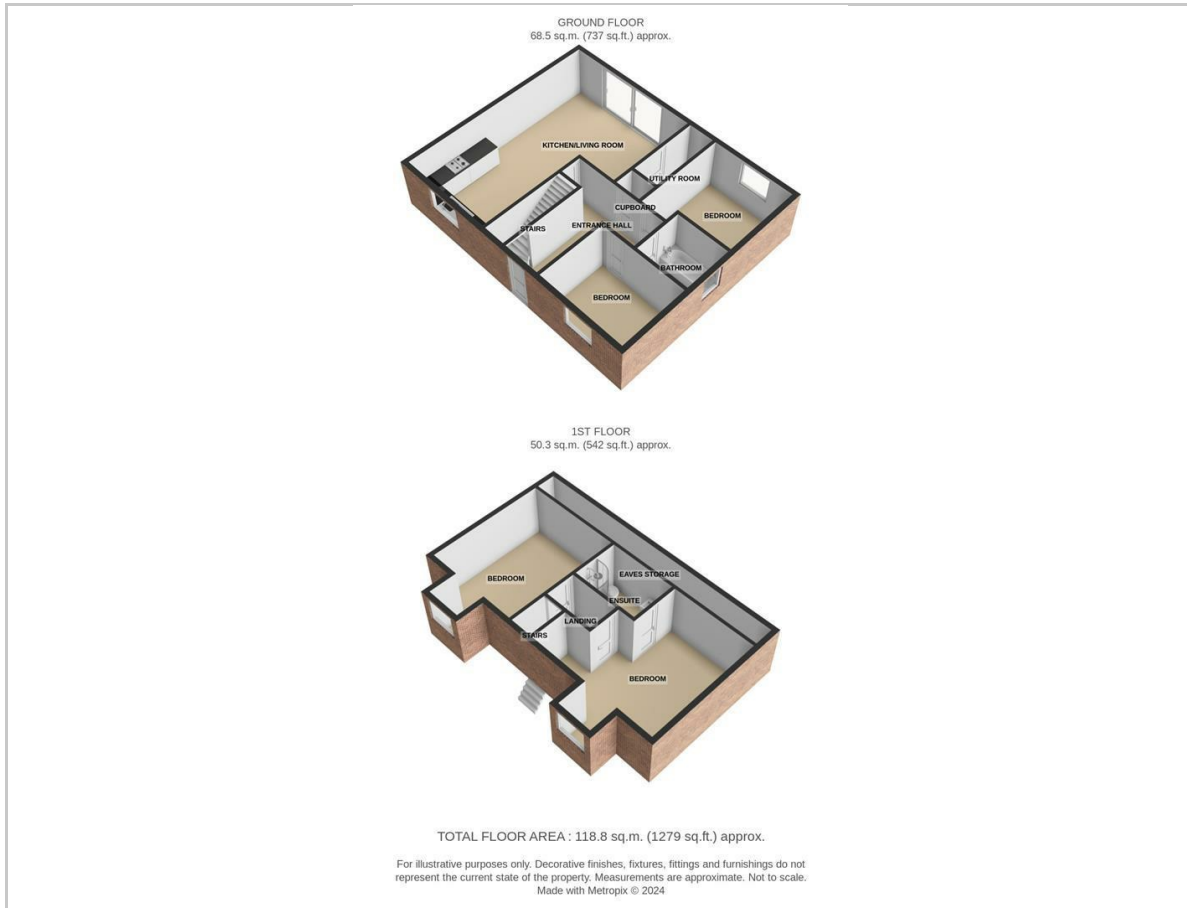 GROUND FLOOR
68.5 sq.m. (737 sq.ft.) approx.
KITCHEN/LIVING ROOM
UTILITY ROOM
CUPBOARD
BEDROOM
ENTRANCE HALL
STAIRS
BATHROOM
BEDROOM
1ST FLOOR
50.3 sq.m. (542 sq.ft.) approx.
EAVES STORAGE
BEDROOM
ENSUITE
LANDING
STAIRS
BEDROOM
TOTAL FLOOR AREA : 118.8 sq.m. (1279 sq.ft.) approx.
For illustrative purposes only. Decorative finishes, fixtures, fittings and furnishings do not
represent the current state of the property. Measurements are approximate. Not to scale.
Made with Metropix © 2024